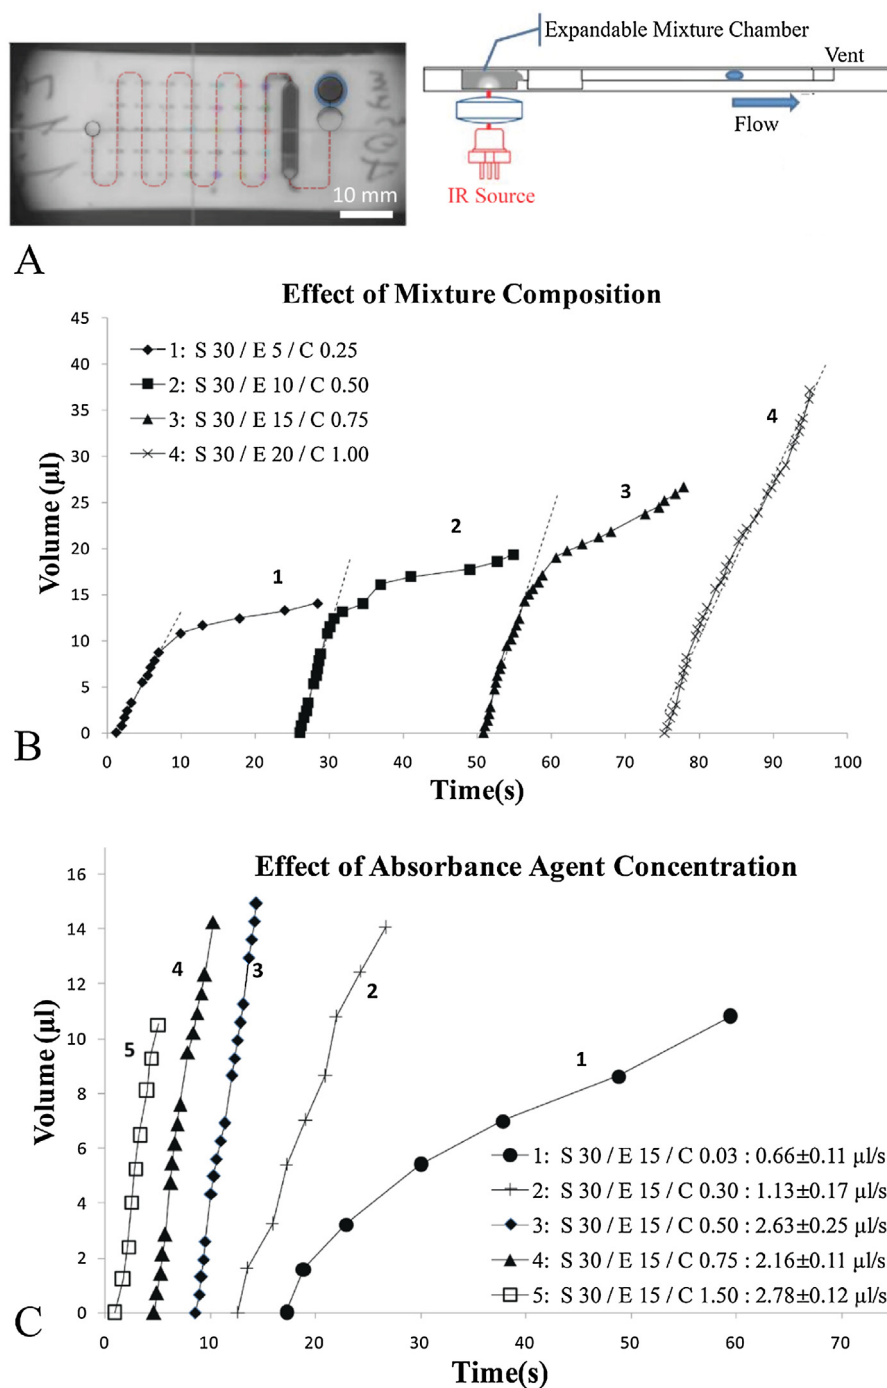 10 mm
Expandable Mixture Chamber
Vent
Flow
IR Source
A
Effect of Mixture Composition
45
40
35
30
25
20
15
10
5
0
Volume (µl)
1: S 30 / E 5 / C 0.25
2: S 30 / E 10 / C 0.50
3: S 30 / E 15 / C 0.75
4: S 30 / E 20 / C 1.00
1
2
3
4
0 10 20 30 40 50 60 70 80 90 100
Time(s)
B
Effect of Absorbance Agent Concentration
16
14
12
10
8
6
4
2
0
Volume (µl)
5
4
3
2
1
1: S 30 / E 15 / C 0.03 : 0.66±0.11 µl/s
2: S 30 / E 15 / C 0.30 : 1.13±0.17 µl/s
3: S 30 / E 15 / C 0.50 : 2.63±0.25 µl/s
4: S 30 / E 15 / C 0.75 : 2.16±0.11 µl/s
5: S 30 / E 15 / C 1.50 : 2.78±0.12 µl/s
0 10 20 30 40 50 60 70
Time(s)
C